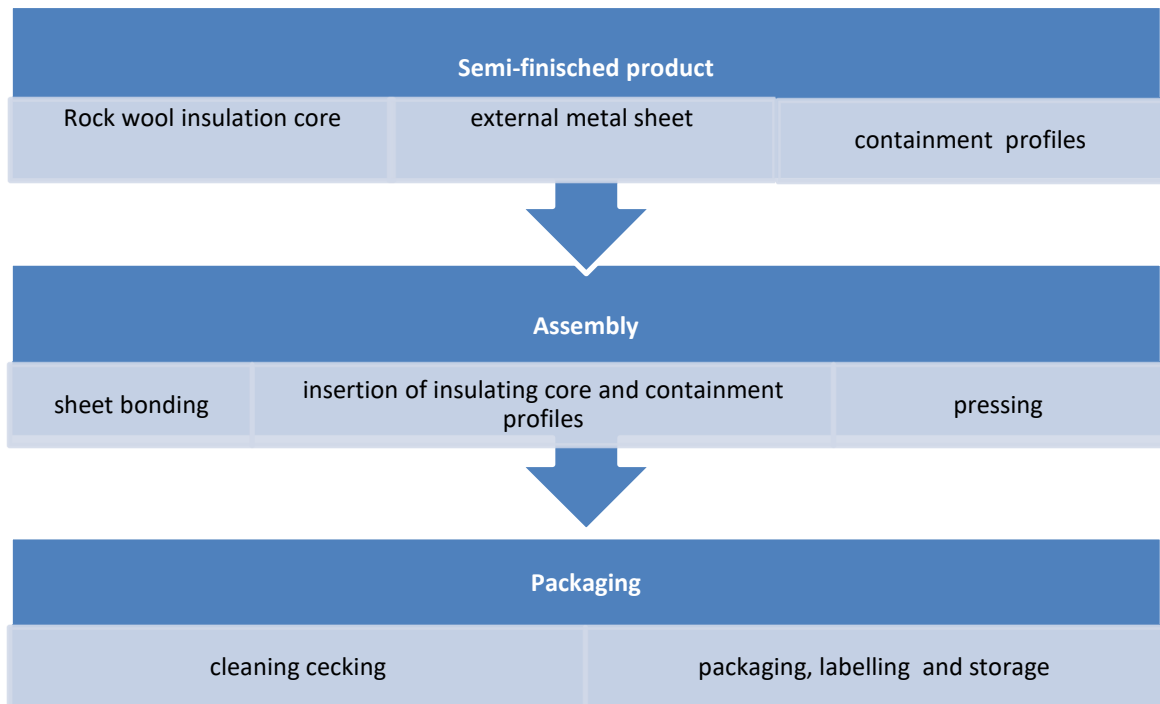 Semi-finisched product
Rock wool insulation core
external metal sheet
containment profiles
Assembly
sheet bonding
insertion of insulating core and containment
profiles
pressing
Packaging
cleaning cecking
packaging, labelling and storage